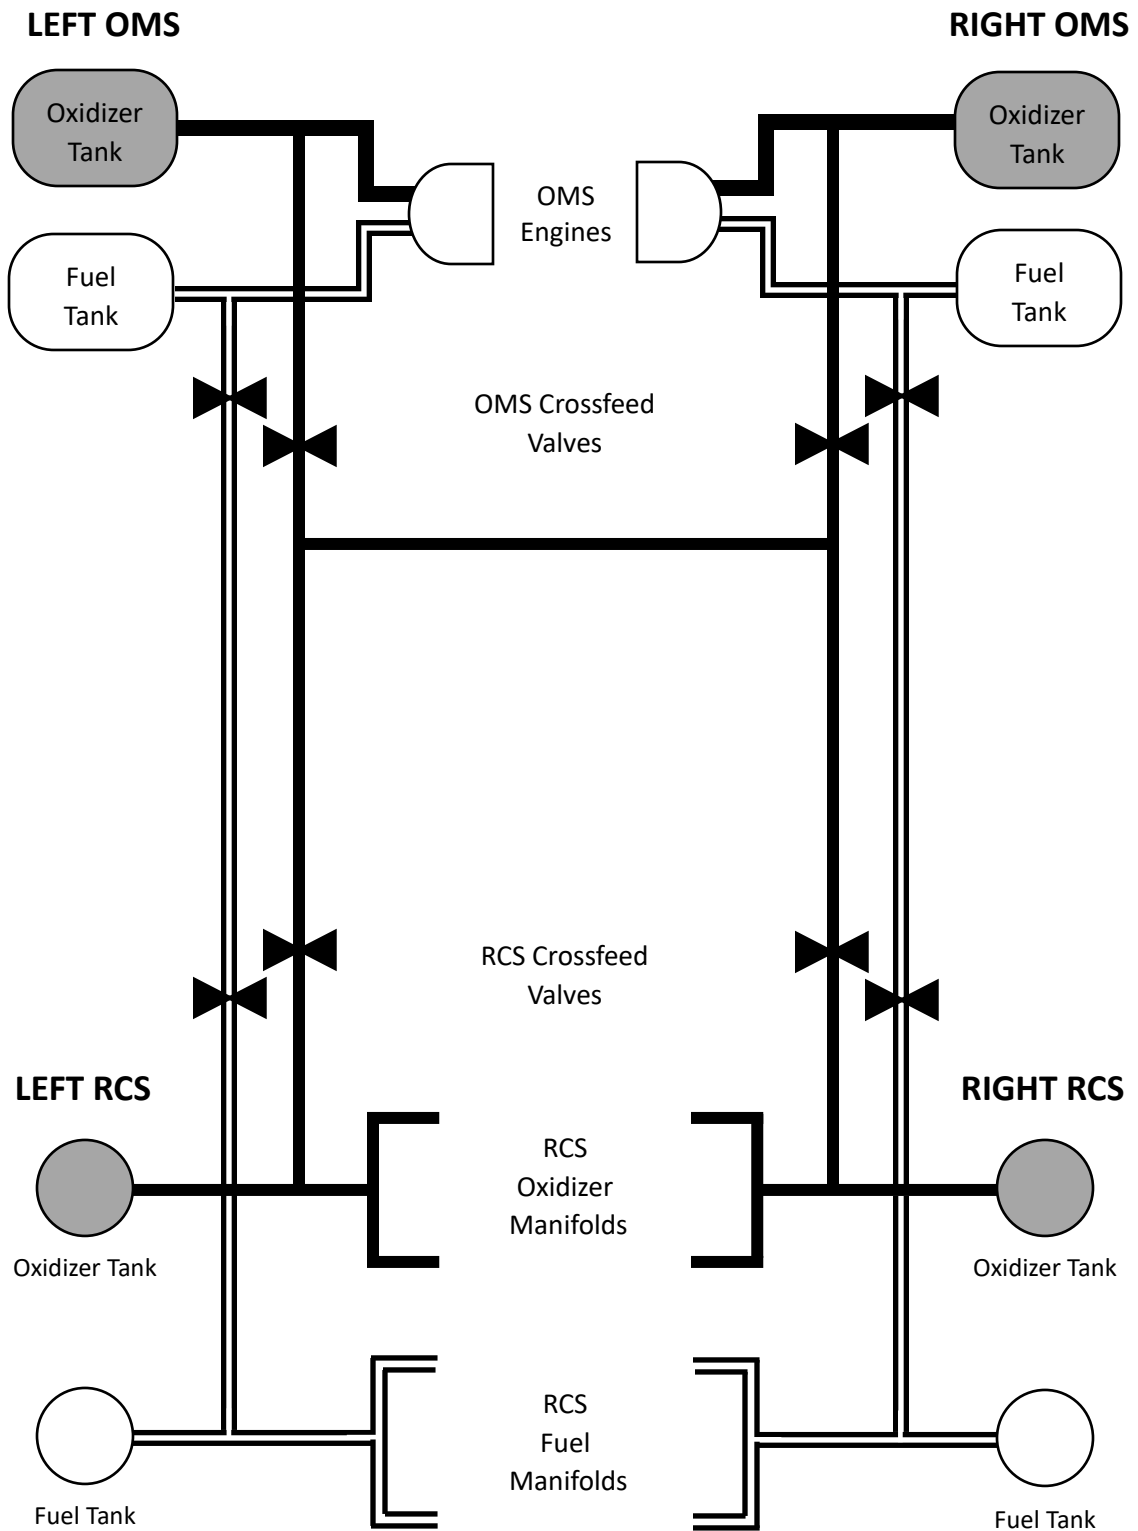 LEFT OMS
RIGHT OMS
Oxidizer
Tank
Oxidizer
Tank
OMS
Engines
Fuel
Tank
Fuel
Tank
OMS Crossfeed
Valves
RCS Crossfeed
Valves
LEFT RCS
RIGHT RCS
RCS
Oxidizer
Manifolds
Oxidizer Tank
Oxidizer Tank
RCS
Fuel
Manifolds
Fuel Tank
Fuel Tank